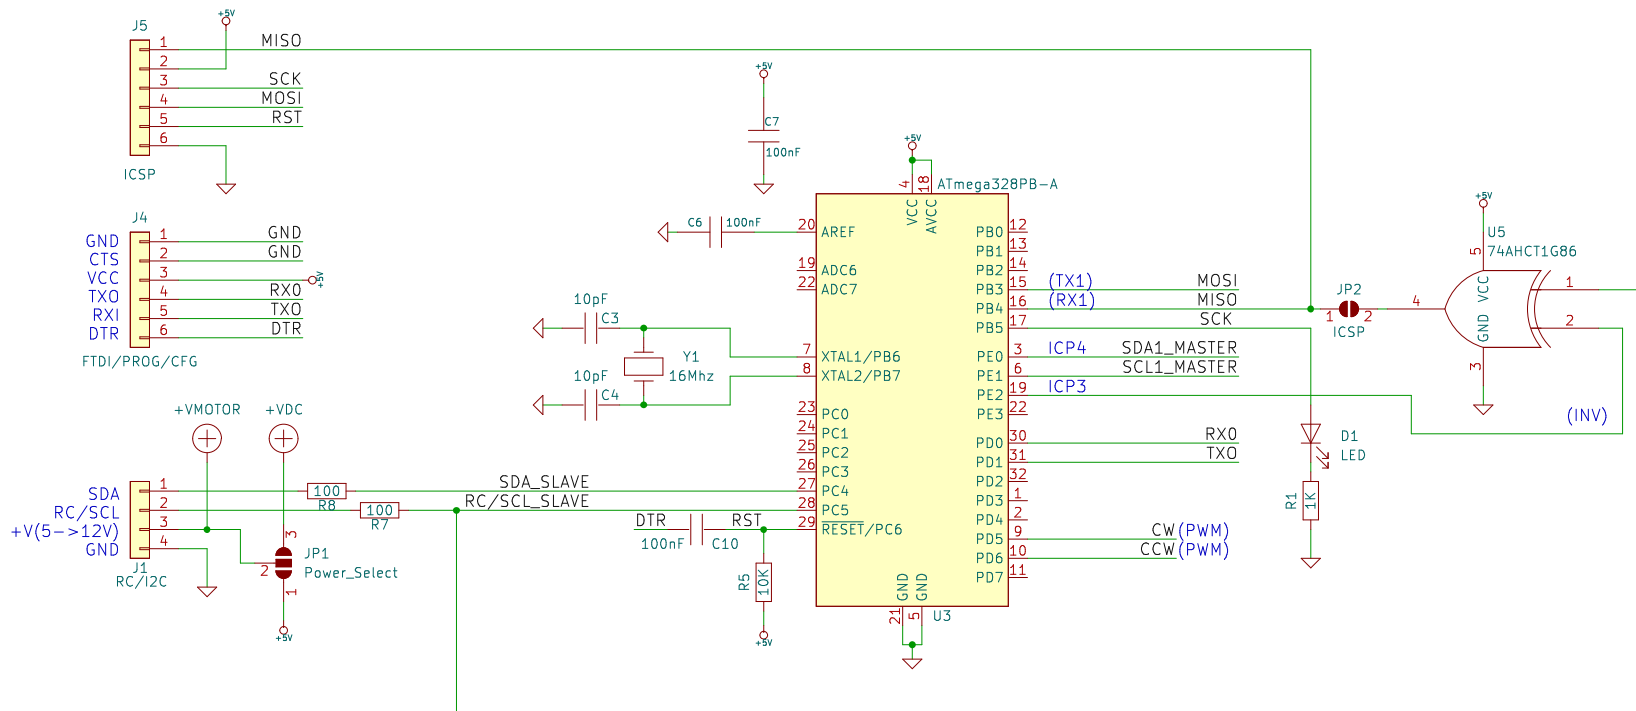 J5
+5V
1
MISO
2
3
SCK
4
MOSI
5
RST
6
ICSP
J4
GND
1
GND
CTS
2
GND
VCC
3
+5V
TXO
4
RX0
RXI
5
TXO
DTR
6
DTR
FTDI/PROG/CFG
+VMOTOR
+VDC
SDA
1
100
R8
SDA_SLAVE
RC/SCL
2
100
R7
RC/SCL_SLAVE
+V(5->12V)
3
GND
4
J1
RC/I2C
3
JP1
2
Power_Select
1
+5V
+5V
C7
100nF
C6
100nF
10pF
C3
Y1
16Mhz
10pF
C4
DTR
RST
100nF
C10
R5
10K
+5V
+5V
4
18
ATmega328PB-A
VCC
AVCC
20
AREF
19
ADC6
22
ADC7
7
XTAL1/PB6
8
XTAL2/PB7
23
PC0
24
PC1
25
PC2
26
PC3
27
PC4
28
PC5
29
RESET/PC6
GND
GND
21
5
U3
PB0
12
PB1
13
PB2
14
PB3
15
(TX1)
MOSI
PB4
16
(RX1)
MISO
PB5
17
SCK
PE0
3
ICP4
SDA1_MASTER
PE1
6
SCL1_MASTER
PE2
19
ICP3
PE3
22
PD0
30
RX0
PD1
31
TXO
PD2
32
PD3
1
PD4
2
PD5
9
CW(PWM)
PD6
10
CCW(PWM)
PD7
11
JP2
1
2
ICSP
D1
LED
R1
1K
+5V
U5
5
74AHCT1G86
VCC
GND
4
1
2
3
(INV)